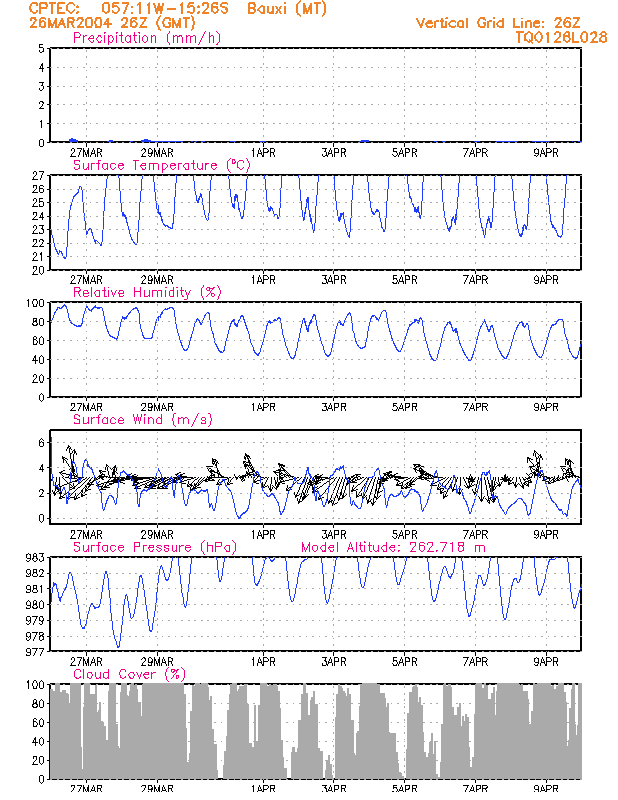 CPTEC: 057:11W-15:26S Bauxi (MT)
26MAR2004 26Z (GMT) Vertical Grid Line: 26Z
Precipitation (mm/h) TQ0126L028
5
4
3
2
1
0
27MAR 29MAR 1APR 3APR 5APR 7APR 9APR
Surface Temperature (ºC)
27
26
25
24
23
22
21
20
27MAR 29MAR 1APR 3APR 5APR 7APR 9APR
Relative Humidity (%)
100
80
60
40
20
0
27MAR 29MAR 1APR 3APR 5APR 7APR 9APR
Surface Wind (m/s)
6
4
2
0
27MAR 29MAR 1APR 3APR 5APR 7APR 9APR
Surface Pressure (hPa) Model Altitude: 262.718 m
983
982
981
980
979
978
977
27MAR 29MAR 1APR 3APR 5APR 7APR 9APR
Cloud Cover (%)
100
80
60
40
20
0
27MAR 29MAR 1APR 3APR 5APR 7APR 9APR